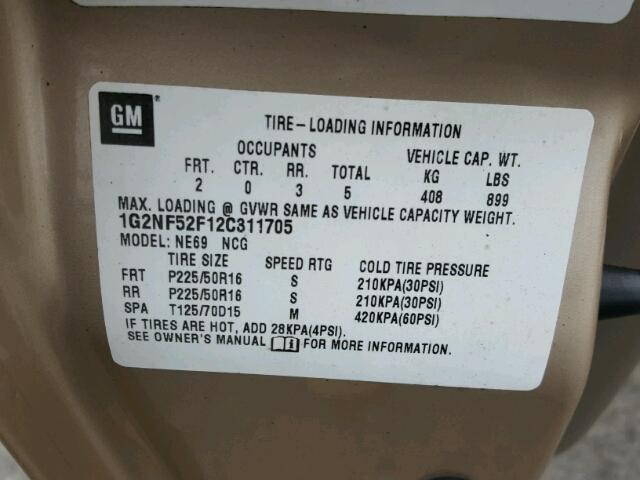 GM ®
TIRE-LOADING INFORMATION
OCCUPANTS VEHICLE CAP. WT.
FRT. CTR. RR. TOTAL KG LBS
2 0 3 5 408 899
MAX. LOADING @ GVWR SAME AS VEHICLE CAPACITY WEIGHT.
1G2NF52F12C311705
MODEL: NE69 NCG
TIRE SIZE SPEED RTG COLD TIRE PRESSURE
FRT P225/50R16 S 210KPA(30PSI)
RR P225/50R16 S 210KPA(30PSI)
SPA T125/70D15 M 420KPA(60PSI)
IF TIRES ARE HOT, ADD 28KPA(4PSI).
SEE OWNER'S MANUAL i FOR MORE INFORMATION.